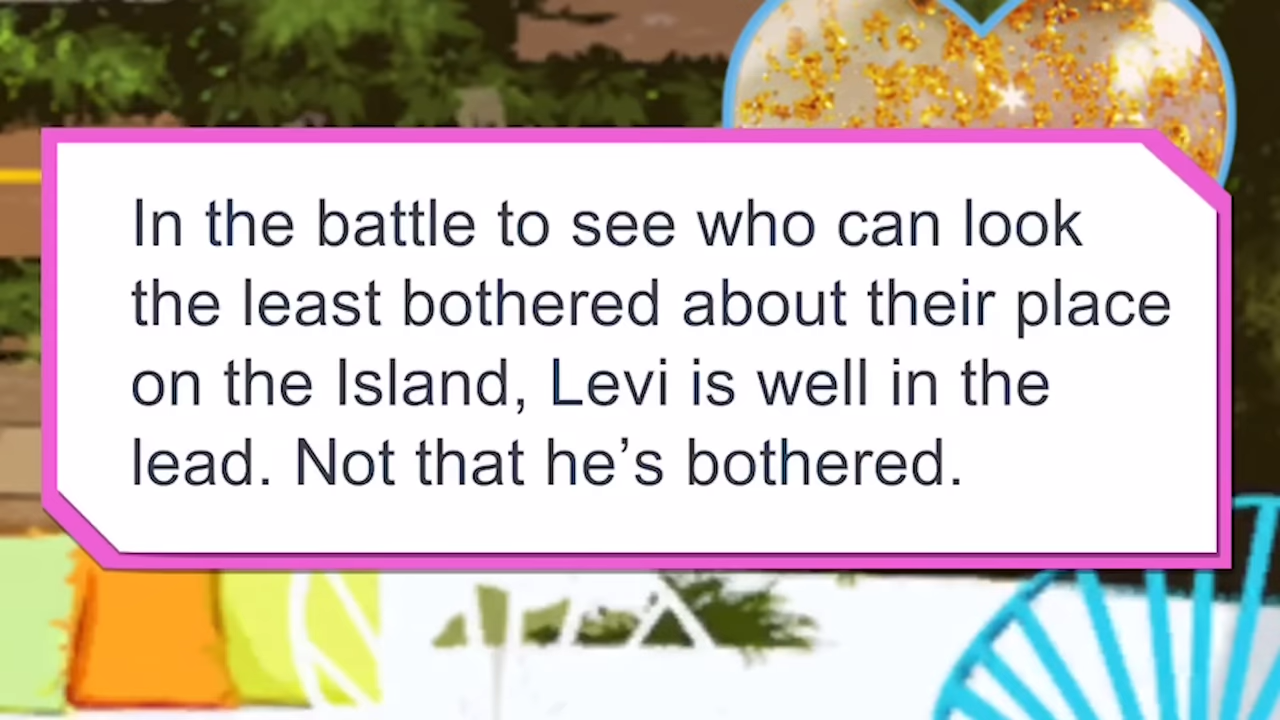 In the battle to see who can look
the least bothered about their place
on the Island, Levi is well in the
lead. Not that he’s bothered.